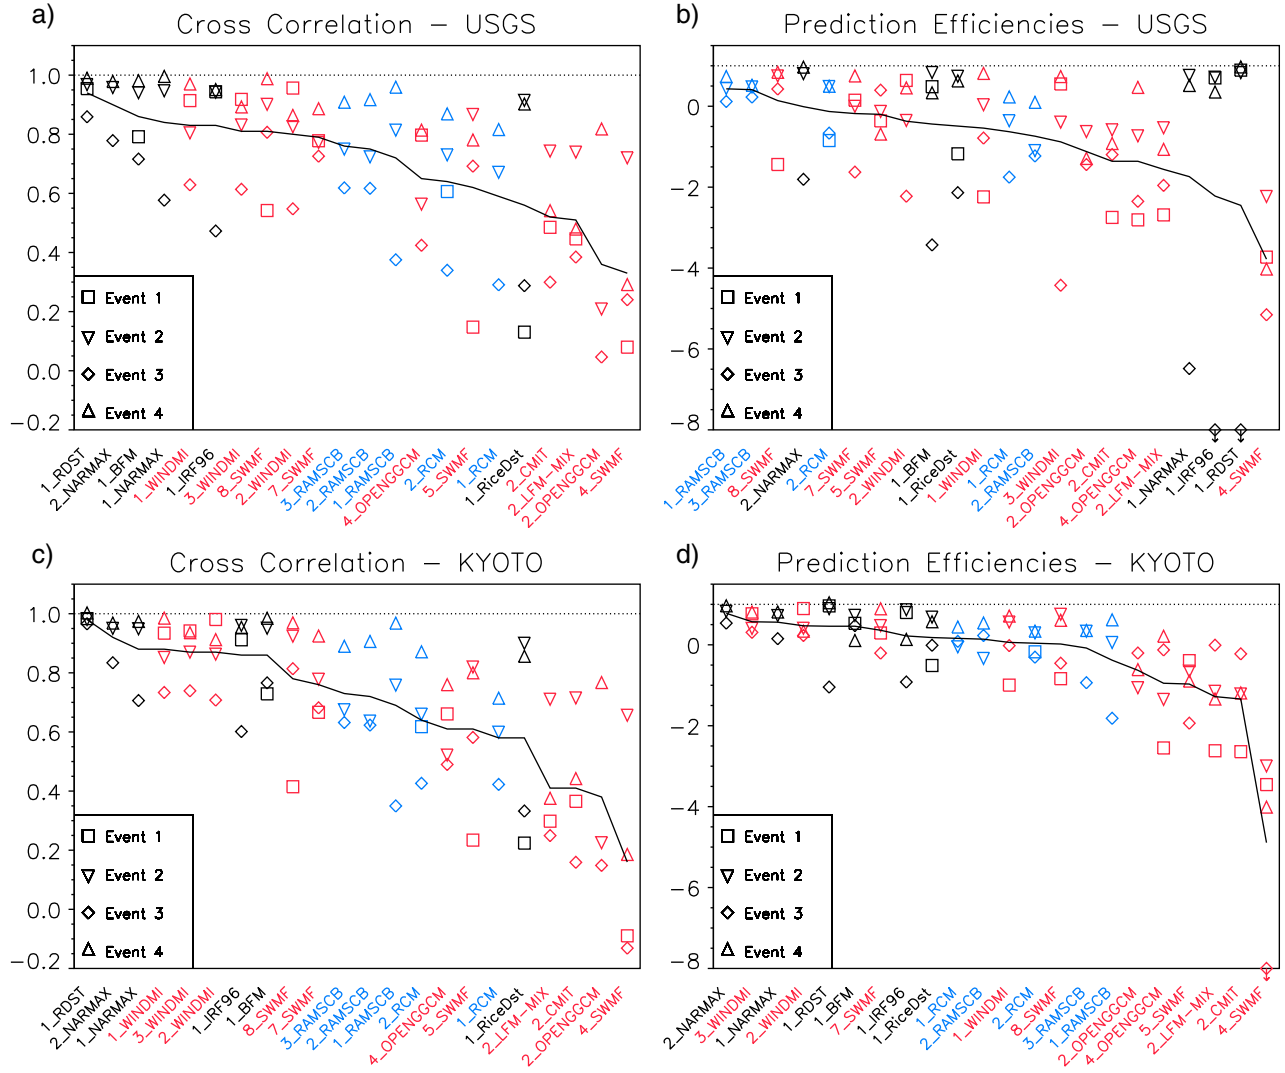 a)
Cross Correlation − USGS
1.0
0.8
0.6
0.4
0.2
0.0
−0.2
Event 1
Event 2
Event 3
Event 4
1_RDST
2_NARMAX
1_BFM
1_NARMAX
1_WINDMI
1_IRF96
3_WINDMI
8_SWMF
2_WINDMI
7_SWMF
3_RAMSCB
2_RAMSCB
1_RAMSCB
4_OPENGGCM
2_RCM
5_SWMF
1_RCM
1_RiceDst
2_CMIT
2_LFM−MIX
2_OPENGGCM
4_SWMF
b)
Prediction Efficiencies − USGS
0
−2
−4
−6
−8
Event 1
Event 2
Event 3
Event 4
1_RAMSCB
3_RAMSCB
8_SWMF
2_NARMAX
2_RCM
7_SWMF
5_SWMF
2_WINDMI
1_BFM
1_RiceDst
1_WINDMI
1_RCM
2_RAMSCB
3_WINDMI
2_OPENGGCM
2_CMIT
4_OPENGGCM
2_LFM−MIX
1_NARMAX
1_IRF96
1_RDST
4_SWMF
c)
Cross Correlation − KYOTO
1.0
0.8
0.6
0.4
0.2
0.0
−0.2
Event 1
Event 2
Event 3
Event 4
1_RDST
2_NARMAX
1_NARMAX
1_WINDMI
3_WINDMI
2_WINDMI
1_IRF96
1_BFM
8_SWMF
7_SWMF
3_RAMSCB
2_RAMSCB
1_RAMSCB
2_RCM
4_OPENGGCM
5_SWMF
1_RCM
1_RiceDst
2_LFM−MIX
2_CMIT
2_OPENGGCM
4_SWMF
d)
Prediction Efficiencies − KYOTO
0
−2
−4
−6
−8
Event 1
Event 2
Event 3
Event 4
2_NARMAX
3_WINDMI
1_NARMAX
2_WINDMI
1_RDST
1_BFM
7_SWMF
1_IRF96
1_RiceDst
1_RCM
2_RAMSCB
1_WINDMI
2_RCM
8_SWMF
3_RAMSCB
1_RAMSCB
2_OPENGGCM
4_OPENGGCM
5_SWMF
2_LFM−MIX
2_CMIT
4_SWMF